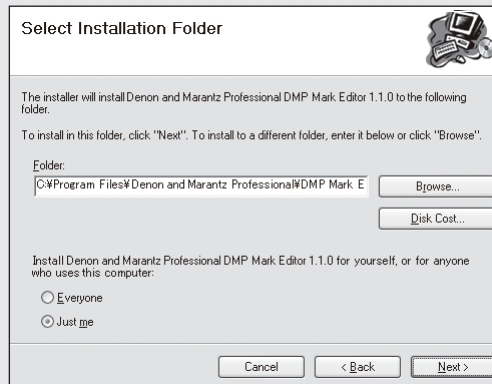 Select Installation Folder
The installer will install Denon and Marantz Professional DMP Mark Editor 1.1.0 to the following
folder.
To install in this folder, click "Next". To install to a different folder, enter it below or click "Browse".
Folder:
C:¥Program Files¥Denon and Marantz Professional¥DMP Mark E
Browse...
Disk Cost...
Install Denon and Marantz Professional DMP Mark Editor 1.1.0 for yourself, or for anyone
who uses this computer:
Everyone
Just me
Cancel
< Back
Next >